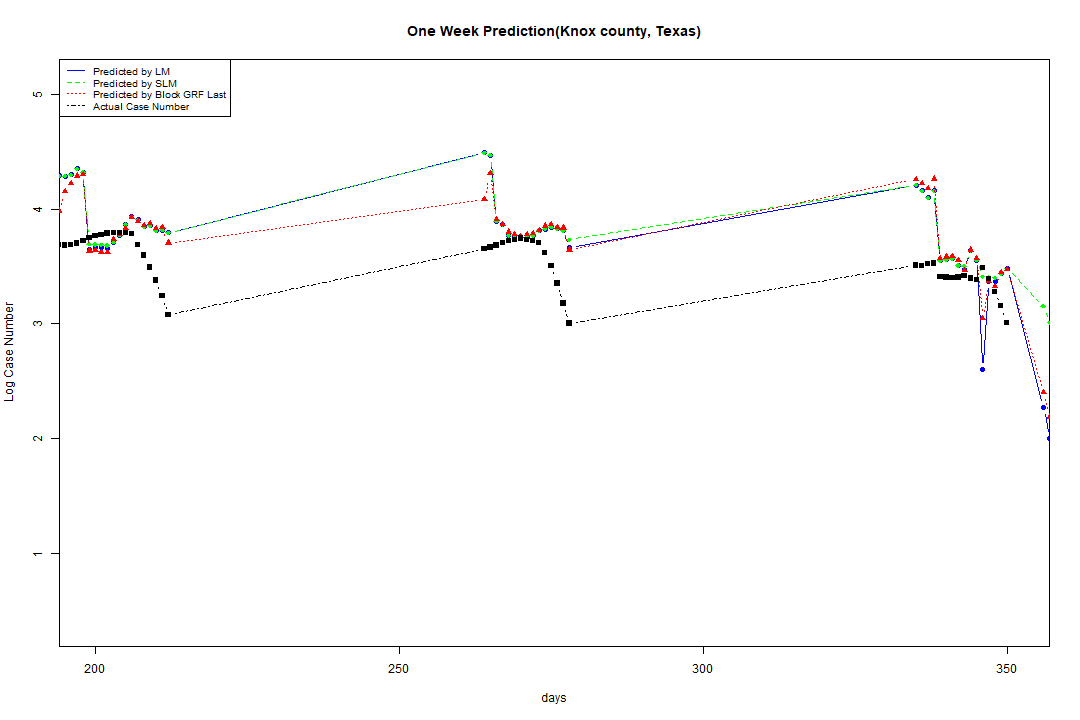 One Week Prediction(Knox county, Texas)
Predicted by LM
Predicted by SLM
Predicted by Block GRF Last
Actual Case Number
5
4
3
2
1
Log Case Number
200 250 300 350
days